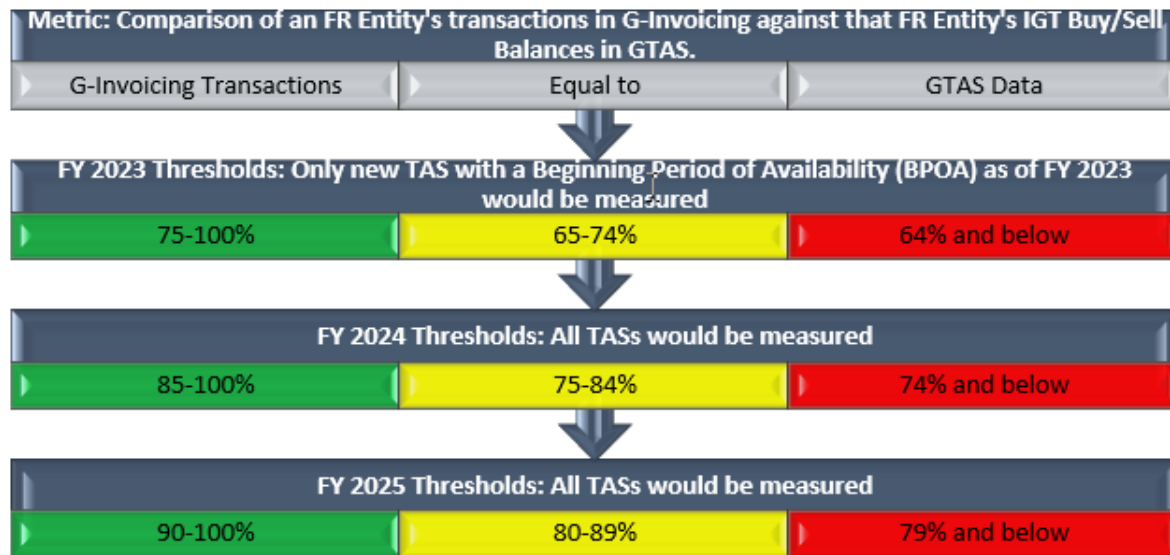 Metric: Comparison of an FR Entity's transactions in G-Invoicing against that FR Entity's IGT Buy/Sell
Balances in GTAS.
G-Invoicing Transactions
Equal to
GTAS Data
FY 2023 Thresholds: Only new TAS with a Beginning Period of Availability (BPOA) as of FY 2023
would be measured
75-100%
65-74%
64% and below
FY 2024 Thresholds: All TASs would be measured
85-100%
75-84%
74% and below
FY 2025 Thresholds: All TASs would be measured
90-100%
80-89%
79% and below